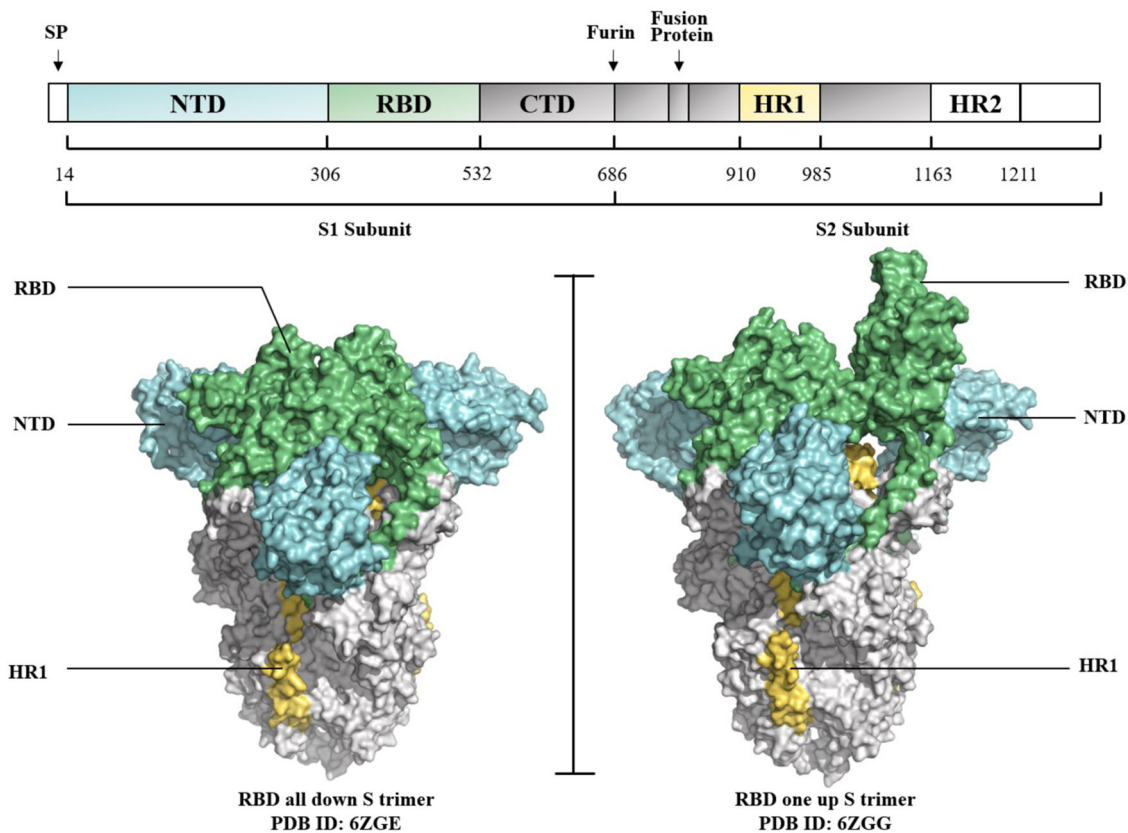 SP
Furin
Fusion
Protein
NTD
RBD
CTD
HR1
HR2
14
306
532
686
910
985
1163
1211
S1 Subunit
S2 Subunit
RBD
RBD
NTD
NTD
HR1
HR1
RBD all down S trimer
PDB ID: 6ZGE
RBD one up S trimer
PDB ID: 6ZGG